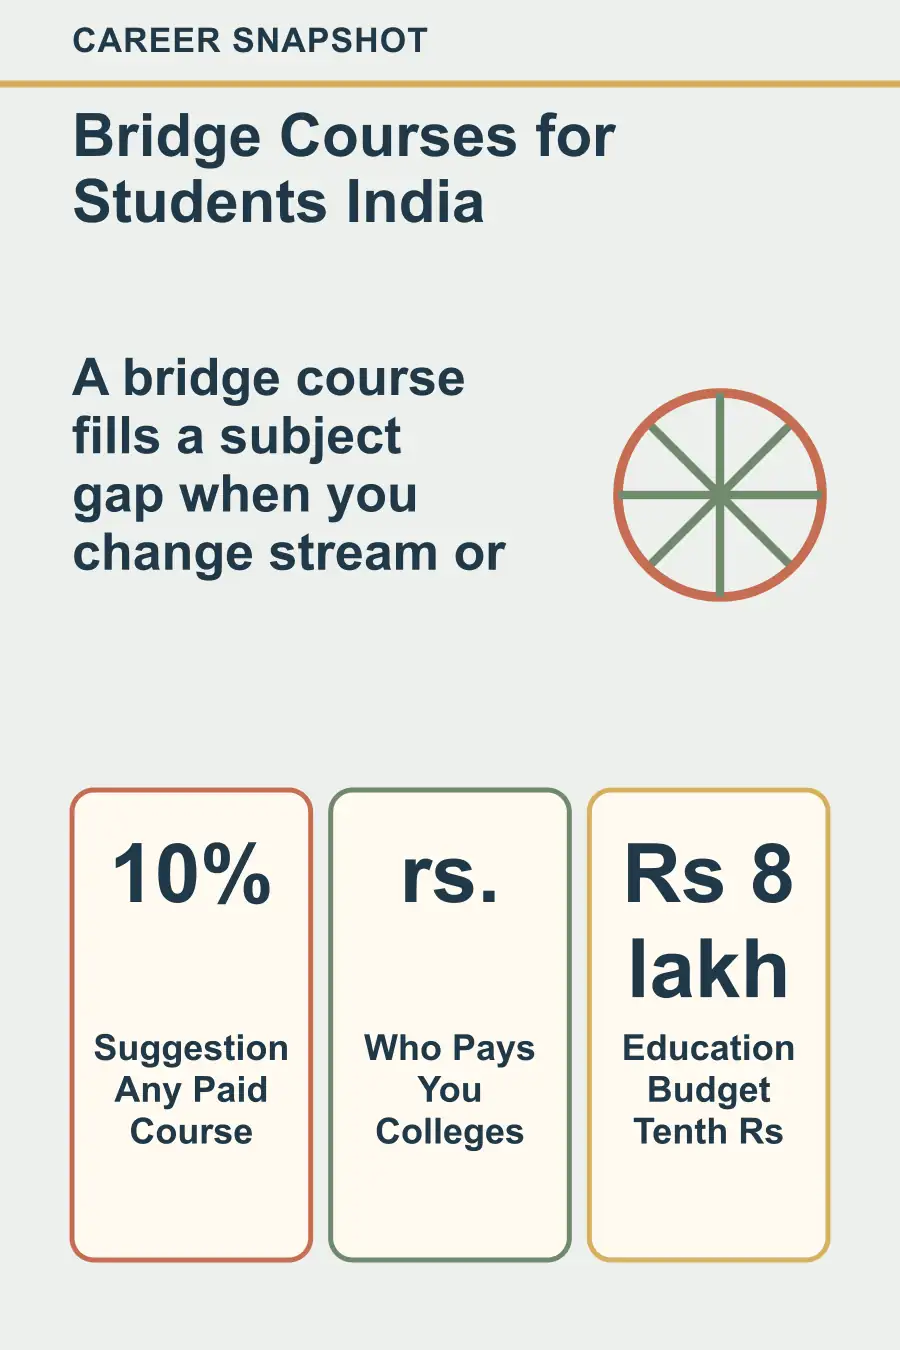 CAREER SNAPSHOT
Bridge Courses for
Students India
A bridge course
fills a subject
gap when you
change stream or
10%
Suggestion
Any Paid
Course
rs.
Who Pays
You
Colleges
Rs 8
lakh
Education
Budget
Tenth Rs